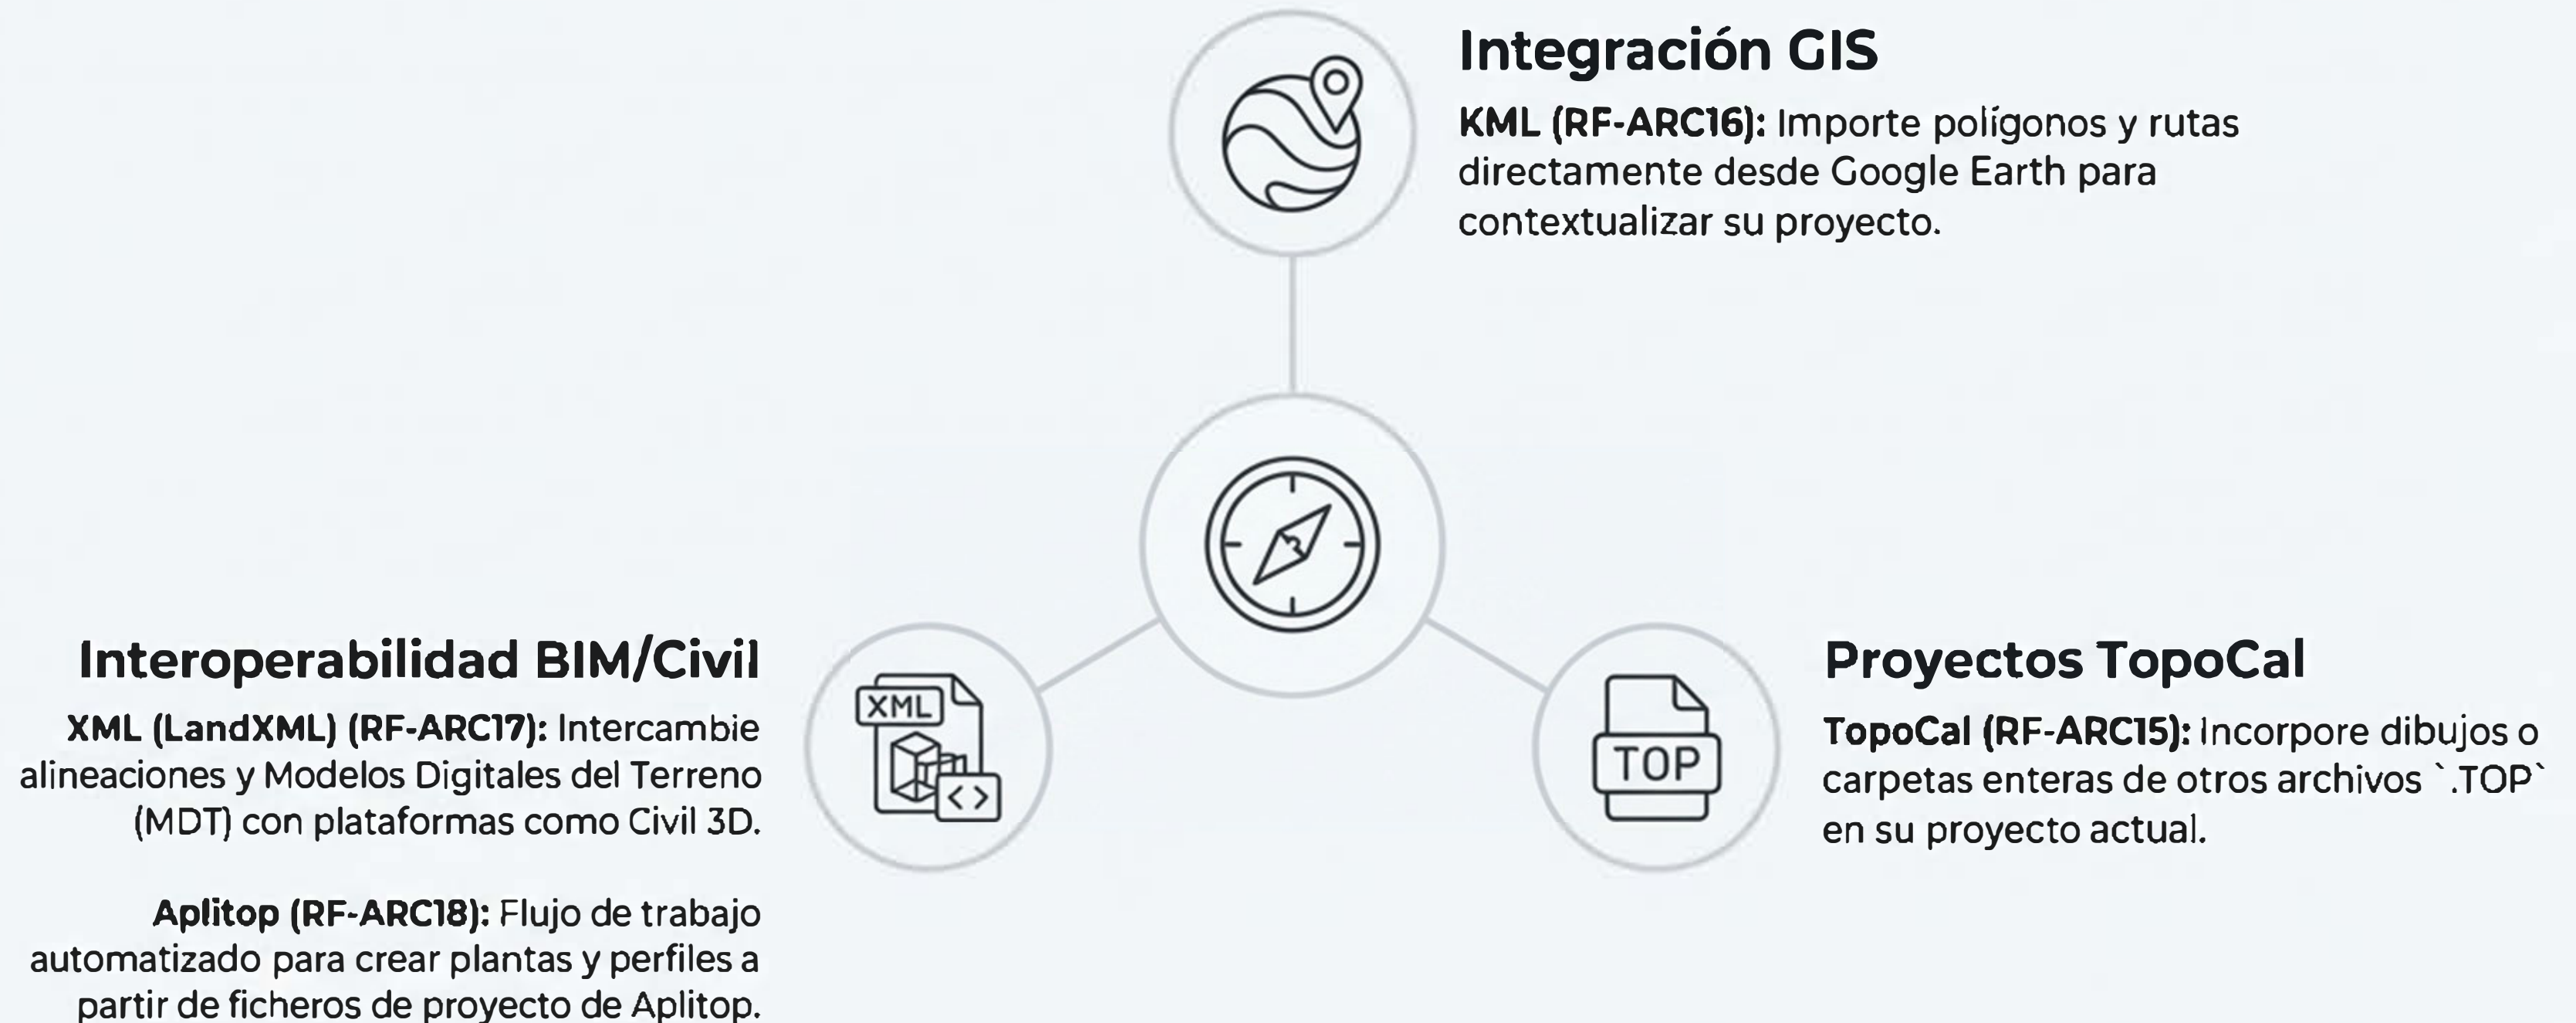 Integración GIS
KML (RF-ARC16): Importe polígonos y rutas
directamente desde Google Earth para
contextualizar su proyecto.
Interoperabilidad BIM/Civil
XML (LandXML) (RF-ARC17): Intercambie
alineaciones y Modelos Digitales del Terreno
(MDT) con plataformas como Civil 3D.
Aplitop (RF-ARC18): Flujo de trabajo
automatizado para crear plantas y perfiles a
partir de ficheros de proyecto de Aplitop.
XML
< >
TOP
Proyectos TopoCal
TopoCal (RF-ARC15): Incorpore dibujos o
carpetas enteras de otros archivos `.TOP`
en su proyecto actual.